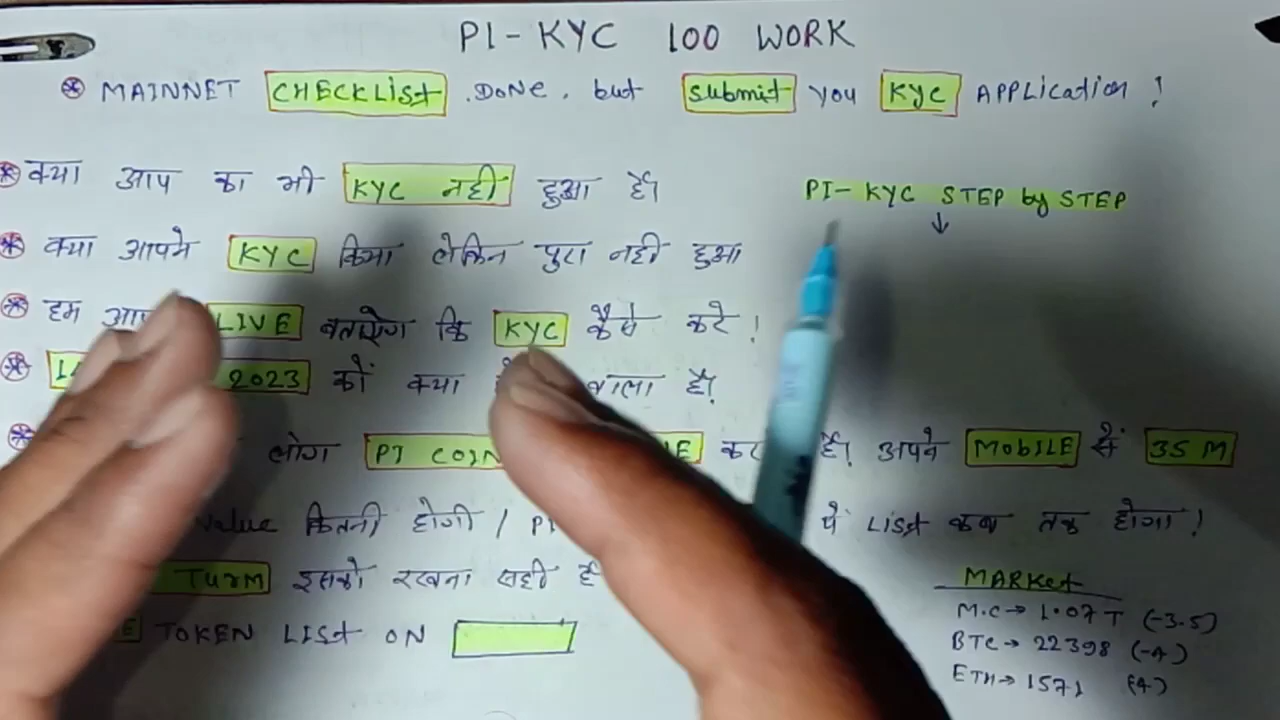 PI-KYC 100 WORK
MAINNET CHECKLIST .DONE. but submit you KYC APPLICATION !
क्या आप का भी KYC नही हुआ है।
PI- KYC STEP by STEP
क्या आपने KYC किया लेकिन पुरा नही हुआ
हम LIVE बताऐंगे कि KYC कैसे करे !
2023 को क्या वाला है।
लोग PI COIN है। अपने MOBILE से 35 M
Value कितनी होगी / PI पे LISt कब तक होगा !
TURM इसको रखना सही है
TOKEN LISt ON
MARKet
M.C→ 1.07 T (-3.5)
BTC→ 22398 (-4)
ETH→ 1571 (4)